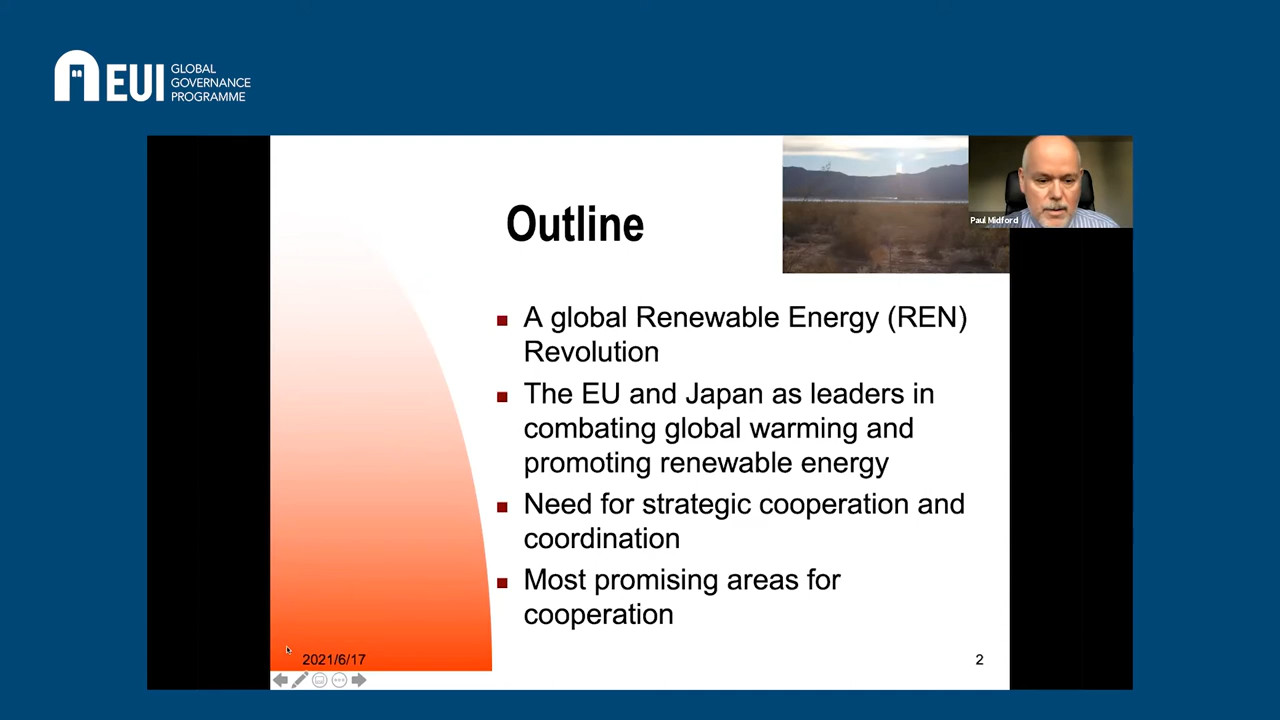 EUI
GLOBAL
GOVERNANCE
PROGRAMME
Paul Midford
Outline
A global Renewable Energy (REN)
Revolution
The EU and Japan as leaders in
combating global warming and
promoting renewable energy
Need for strategic cooperation and
coordination
Most promising areas for
cooperation
2021/6/17
2